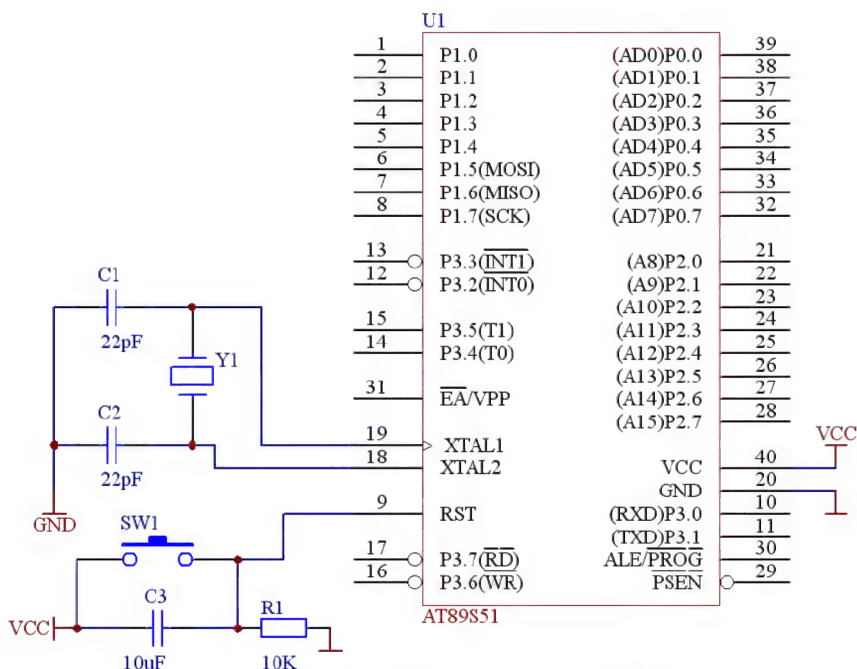 U1
1 P1.0 (AD0)P0.0 39
2 P1.1 (AD1)P0.1 38
3 P1.2 (AD2)P0.2 37
4 P1.3 (AD3)P0.3 36
5 P1.4 (AD4)P0.4 35
6 P1.5(MOSI) (AD5)P0.5 34
7 P1.6(MISO) (AD6)P0.6 33
8 P1.7(SCK) (AD7)P0.7 32
13 P3.3(INT1) (A8)P2.0 21
12 P3.2(INT0) (A9)P2.1 22
(A10)P2.2 23
15 P3.5(T1) (A11)P2.3 24
14 P3.4(T0) (A12)P2.4 25
(A13)P2.5 26
31 EA/VPP (A14)P2.6 27
(A15)P2.7 28
19 XTAL1
18 XTAL2 VCC 40
VCC
GND 20
9 RST (RXD)P3.0 10
(TXD)P3.1 11
17 P3.7(RD) ALE/PROG 30
16 P3.6(WR) PSEN 29
AT89S51
C1
22pF
Y1
C2
22pF
GND
SW1
C3
VCC
10uF
R1
10K